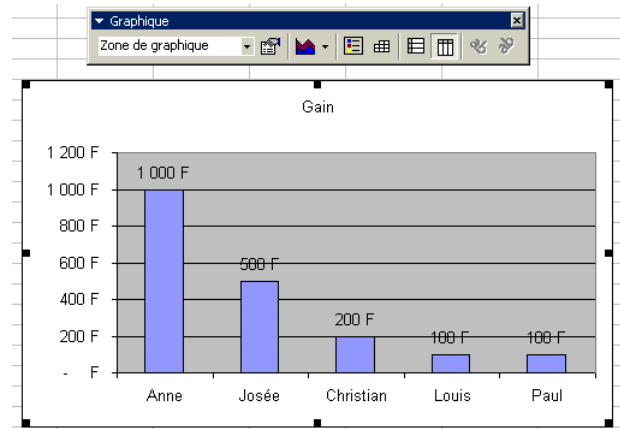 Graphique
Zone de graphique
Gain
1 200 F
1 000 F
800 F
600 F
400 F
200 F
- F
1 000 F
500 F
200 F
100 F
100 F
Anne Josée Christian Louis Paul